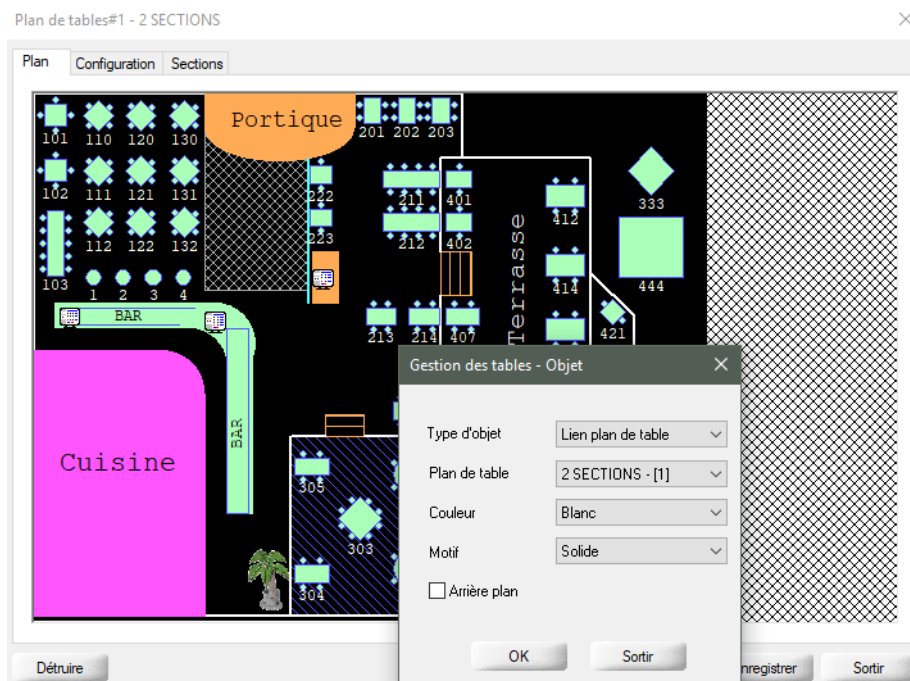 Plan de tables#1 - 2 SECTIONS
Plan
Configuration
Sections
Portique
101
110
120
130
201
202
203
102
111
121
131
222
211
401
412
333
223
112
122
132
212
402
103
1
2
3
4
Terrasse
414
444
BAR
213
214
407
421
BAR
Cuisine
305
303
304
Gestion des tables - Objet
Type d'objet
Lien plan de table
Plan de table
2 SECTIONS - [1]
Couleur
Blanc
Motif
Solide
Arrière plan
OK
Sortir
Détruire
nregistrer
Sortir